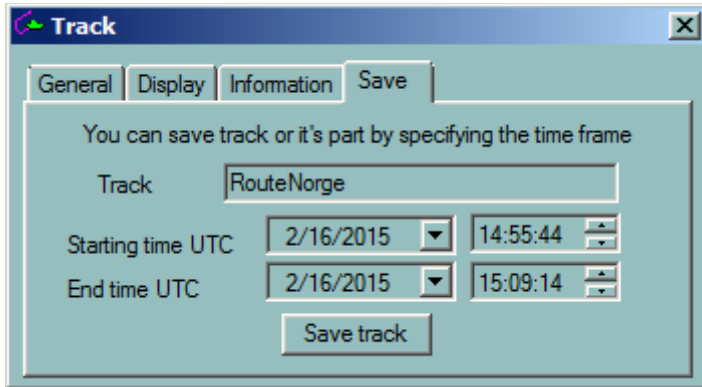 Track
General Display Information Save
You can save track or it's part by specifying the time frame
Track RouteNorge
Starting time UTC 2/16/2015 14:55:44
End time UTC 2/16/2015 15:09:14
Save track